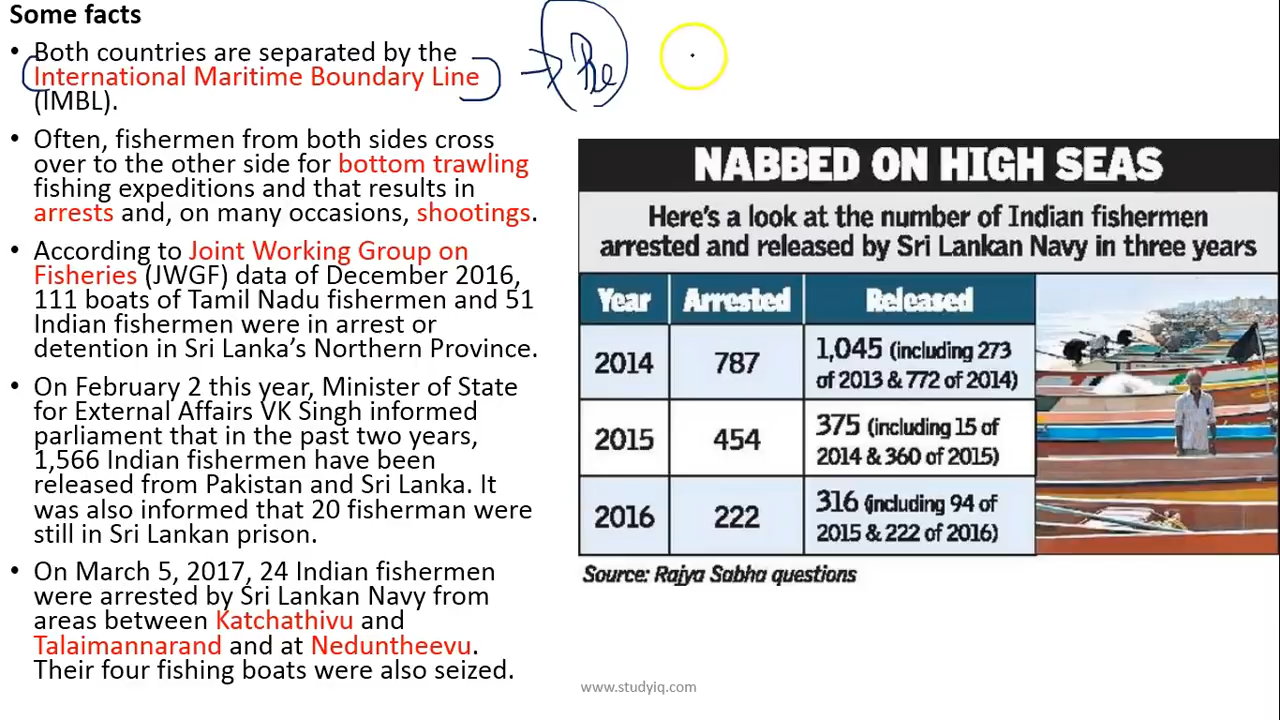 Some facts
• Both countries are separated by the
International Maritime Boundary Line
(IMBL).
• Often, fishermen from both sides cross
over to the other side for bottom trawling
fishing expeditions and that results in
arrests and, on many occasions, shootings.
• According to Joint Working Group on
Fisheries (JWGF) data of December 2016,
111 boats of Tamil Nadu fishermen and 51
Indian fishermen were in arrest or
detention in Sri Lanka’s Northern Province.
• On February 2 this year, Minister of State
for External Affairs VK Singh informed
parliament that in the past two years,
1,566 Indian fishermen have been
released from Pakistan and Sri Lanka. It
was also informed that 20 fisherman were
still in Sri Lankan prison.
• On March 5, 2017, 24 Indian fishermen
were arrested by Sri Lankan Navy from
areas between Katchathivu and
Talaimannarand and at Neduntheevu.
Their four fishing boats were also seized.
NABBED ON HIGH SEAS
Here's a look at the number of Indian fishermen
arrested and released by Sri Lankan Navy in three years
Year Arrested Released
2014 787 1,045 (including 273
of 2013 & 772 of 2014)
2015 454 375 (including 15 of
2014 & 360 of 2015)
2016 222 316 (including 94 of
2015 & 222 of 2016)
Source: Rajya Sabha questions
www.studyiq.com